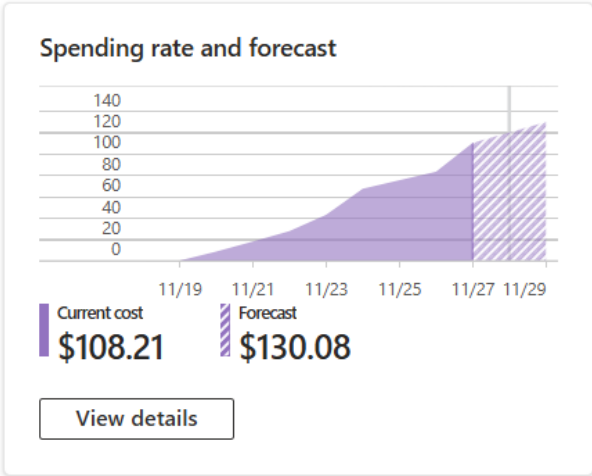 Spending rate and forecast
140
120
100
80
60
40
20
0
11/19 11/21 11/23 11/25 11/27 11/29
Current cost Forecast
$108.21 $130.08
View details